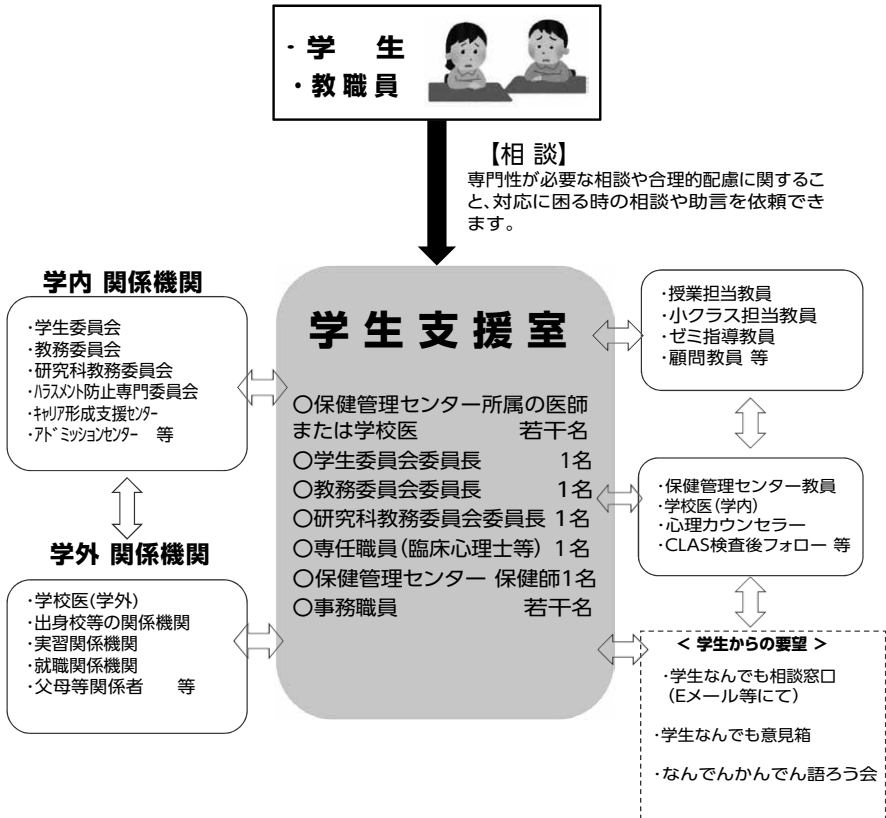 ・学　生
・教職員
【相 談】
専門性が必要な相談や合理的配慮に関するこ
と、対応に困る時の相談や助言を依頼でき
ます。
学内 関係機関
・学生委員会
・教務委員会
・研究科教務委員会
・ﾊﾗｽﾒﾝﾄ防止専門委員会
・ｷｬﾘｱ形成支援ｾﾝﾀｰ
・ｱﾄﾞﾐｯｼｮﾝｾﾝﾀｰ　等
学外 関係機関
・学校医(学外)
・出身校等の関係機関
・実習関係機関
・就職関係機関
・父母等関係者　　等
学生支援室
〇保健管理センター所属の医師
または学校医　　　　若干名
〇学生委員会委員長　　　1名
〇教務委員会委員長　　　1名
〇研究科教務委員会委員長 1名
〇専任職員(臨床心理士等) 1名
〇保健管理センター 保健師1名
〇事務職員　　　　　若干名
・授業担当教員
・小クラス担当教員
・ゼミ指導教員
・顧問教員 等
・保健管理センター教員
・学校医(学内)
・心理カウンセラー
・CLAS検査後フォロー 等
< 学生からの要望 >
・学生なんでも相談窓口
(Eメール等にて)
・学生なんでも意見箱
・なんでんかんでん語ろう会